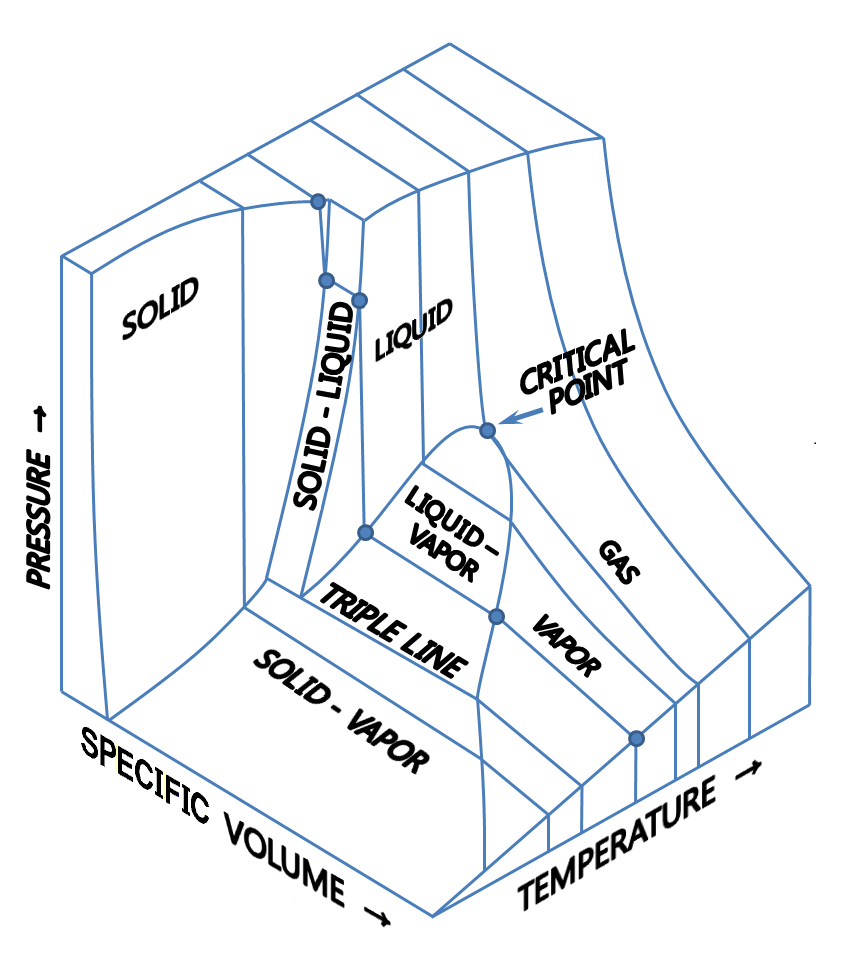 SOLID
SOLID - LIQUID
LIQUID
CRITICAL
POINT
PRESSURE →
LIQUID –
VAPOR
GAS
VAPOR
TRIPLE LINE
SOLID - VAPOR
SPECIFIC VOLUME →
TEMPERATURE →